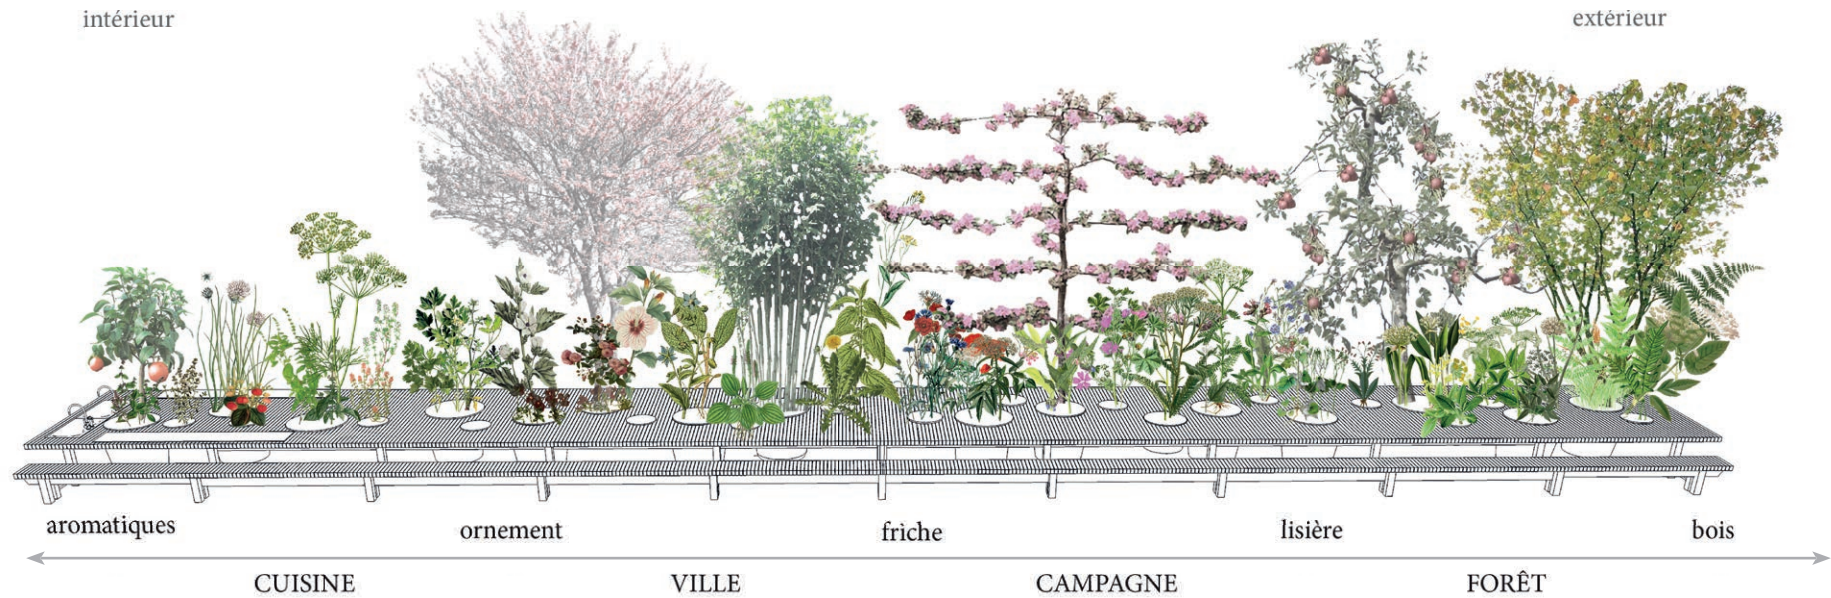 intérieur
extérieur
aromatiques
ornement
friche
lisière
bois
CUISINE
VILLE
CAMPAGNE
FORÊT